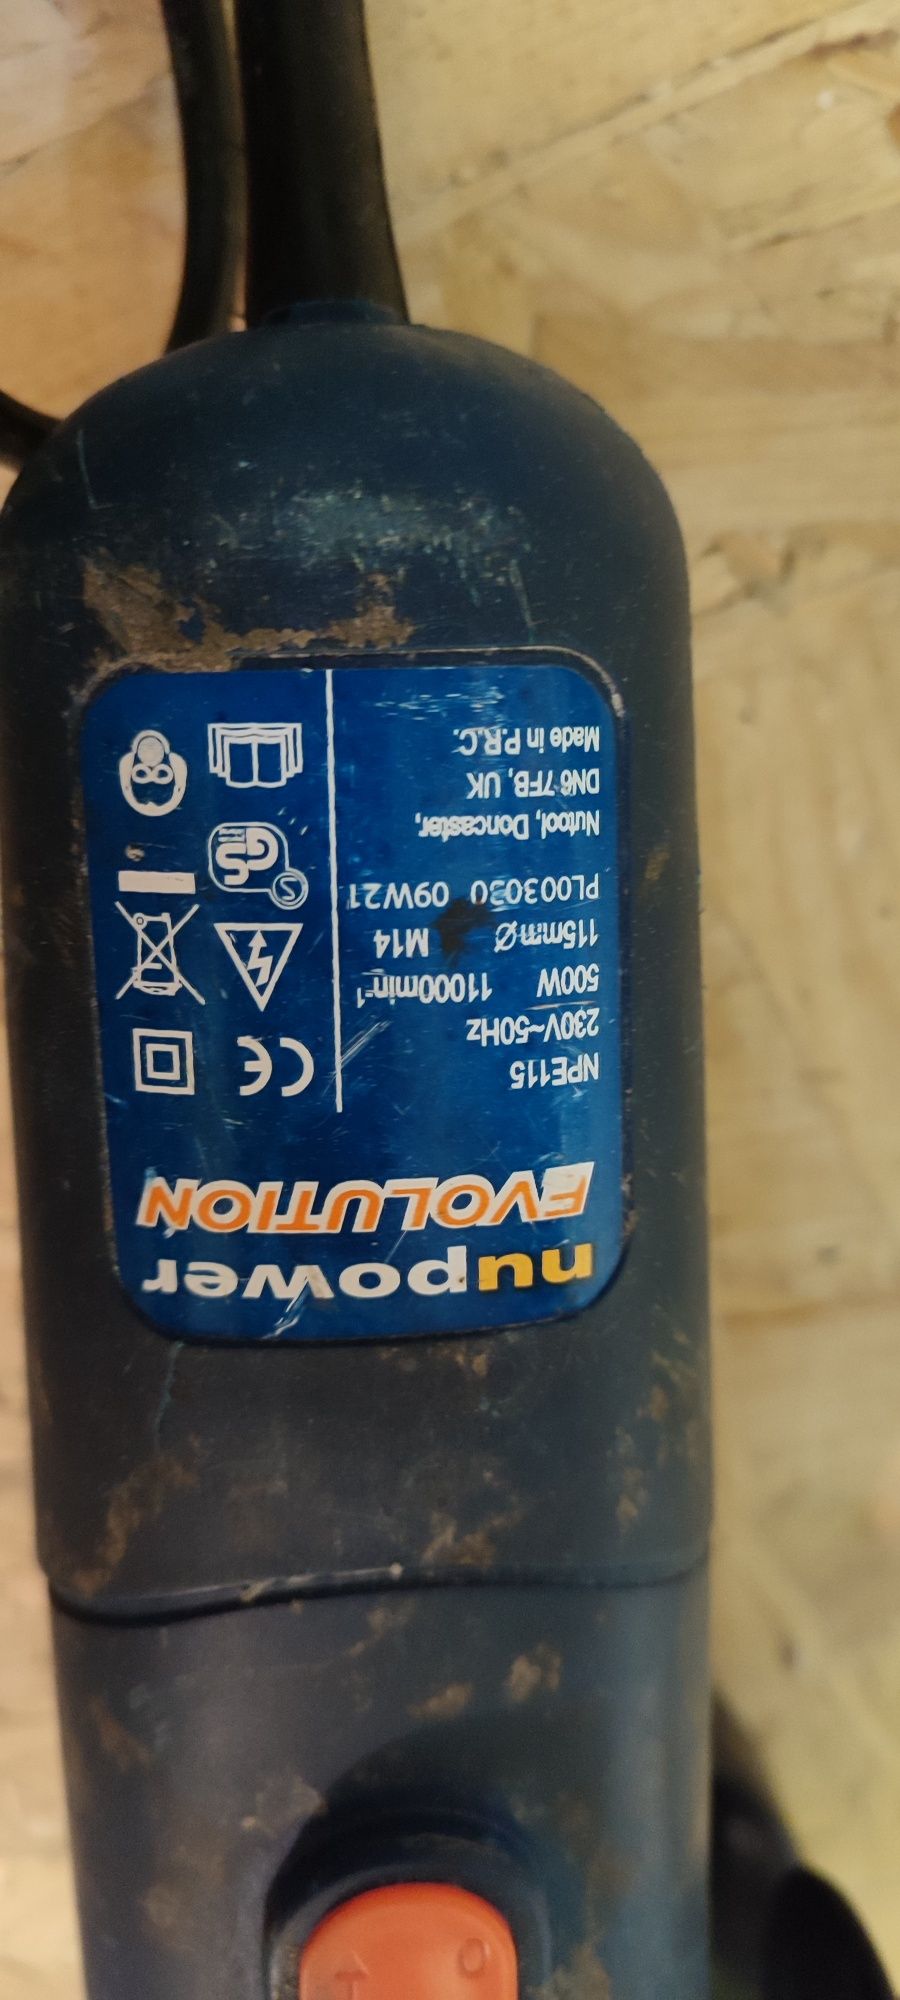 nupower
EVOLUTION
NPE115
230V~50Hz
500W 11000min⁻¹
115mmØ M14
PL003030 09W21
Nutool, Doncaster,
DN6 7FB, UK
Made in P.R.C.
CE
GS
S
I O